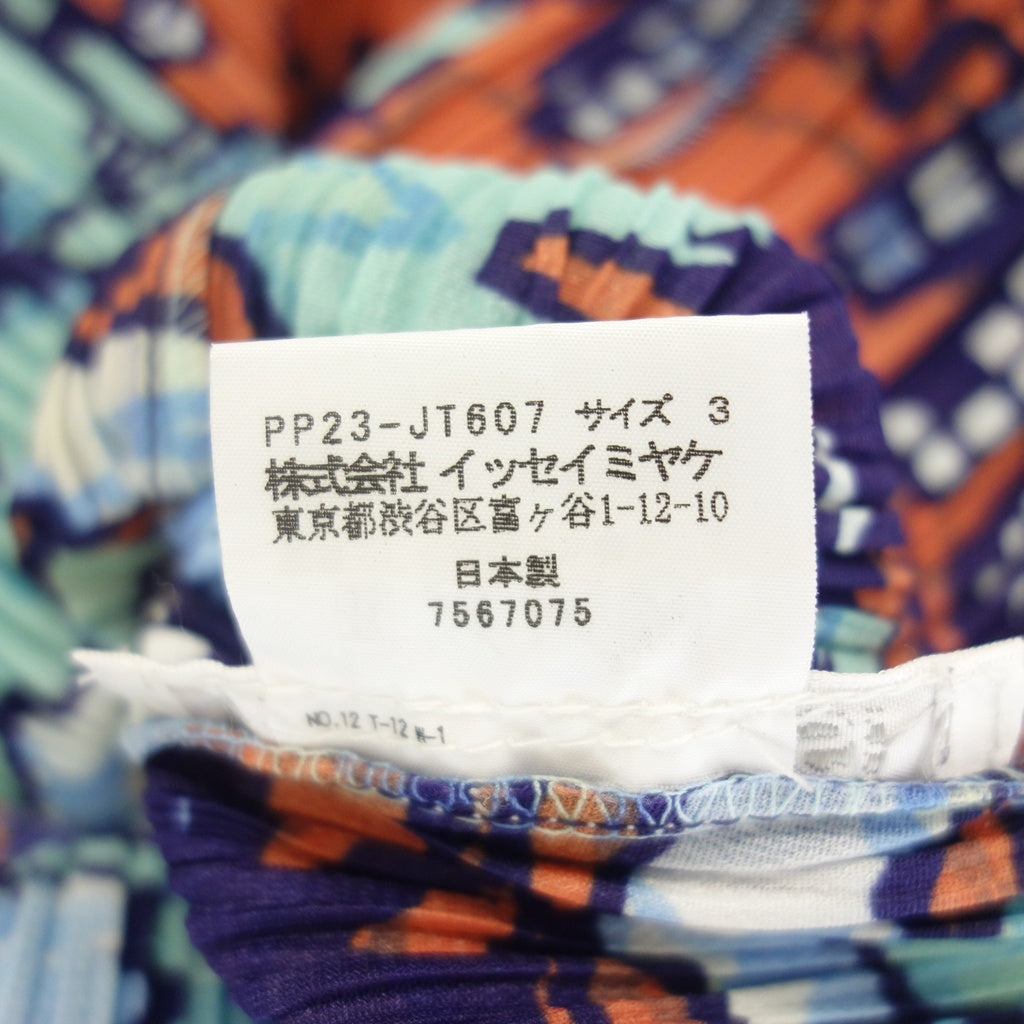 PP23-JT607 サイズ 3
株式会社 イッセイミヤケ
東京都渋谷区富ヶ谷1-12-10
日本製
7567075
NO.12 T-12 W-1